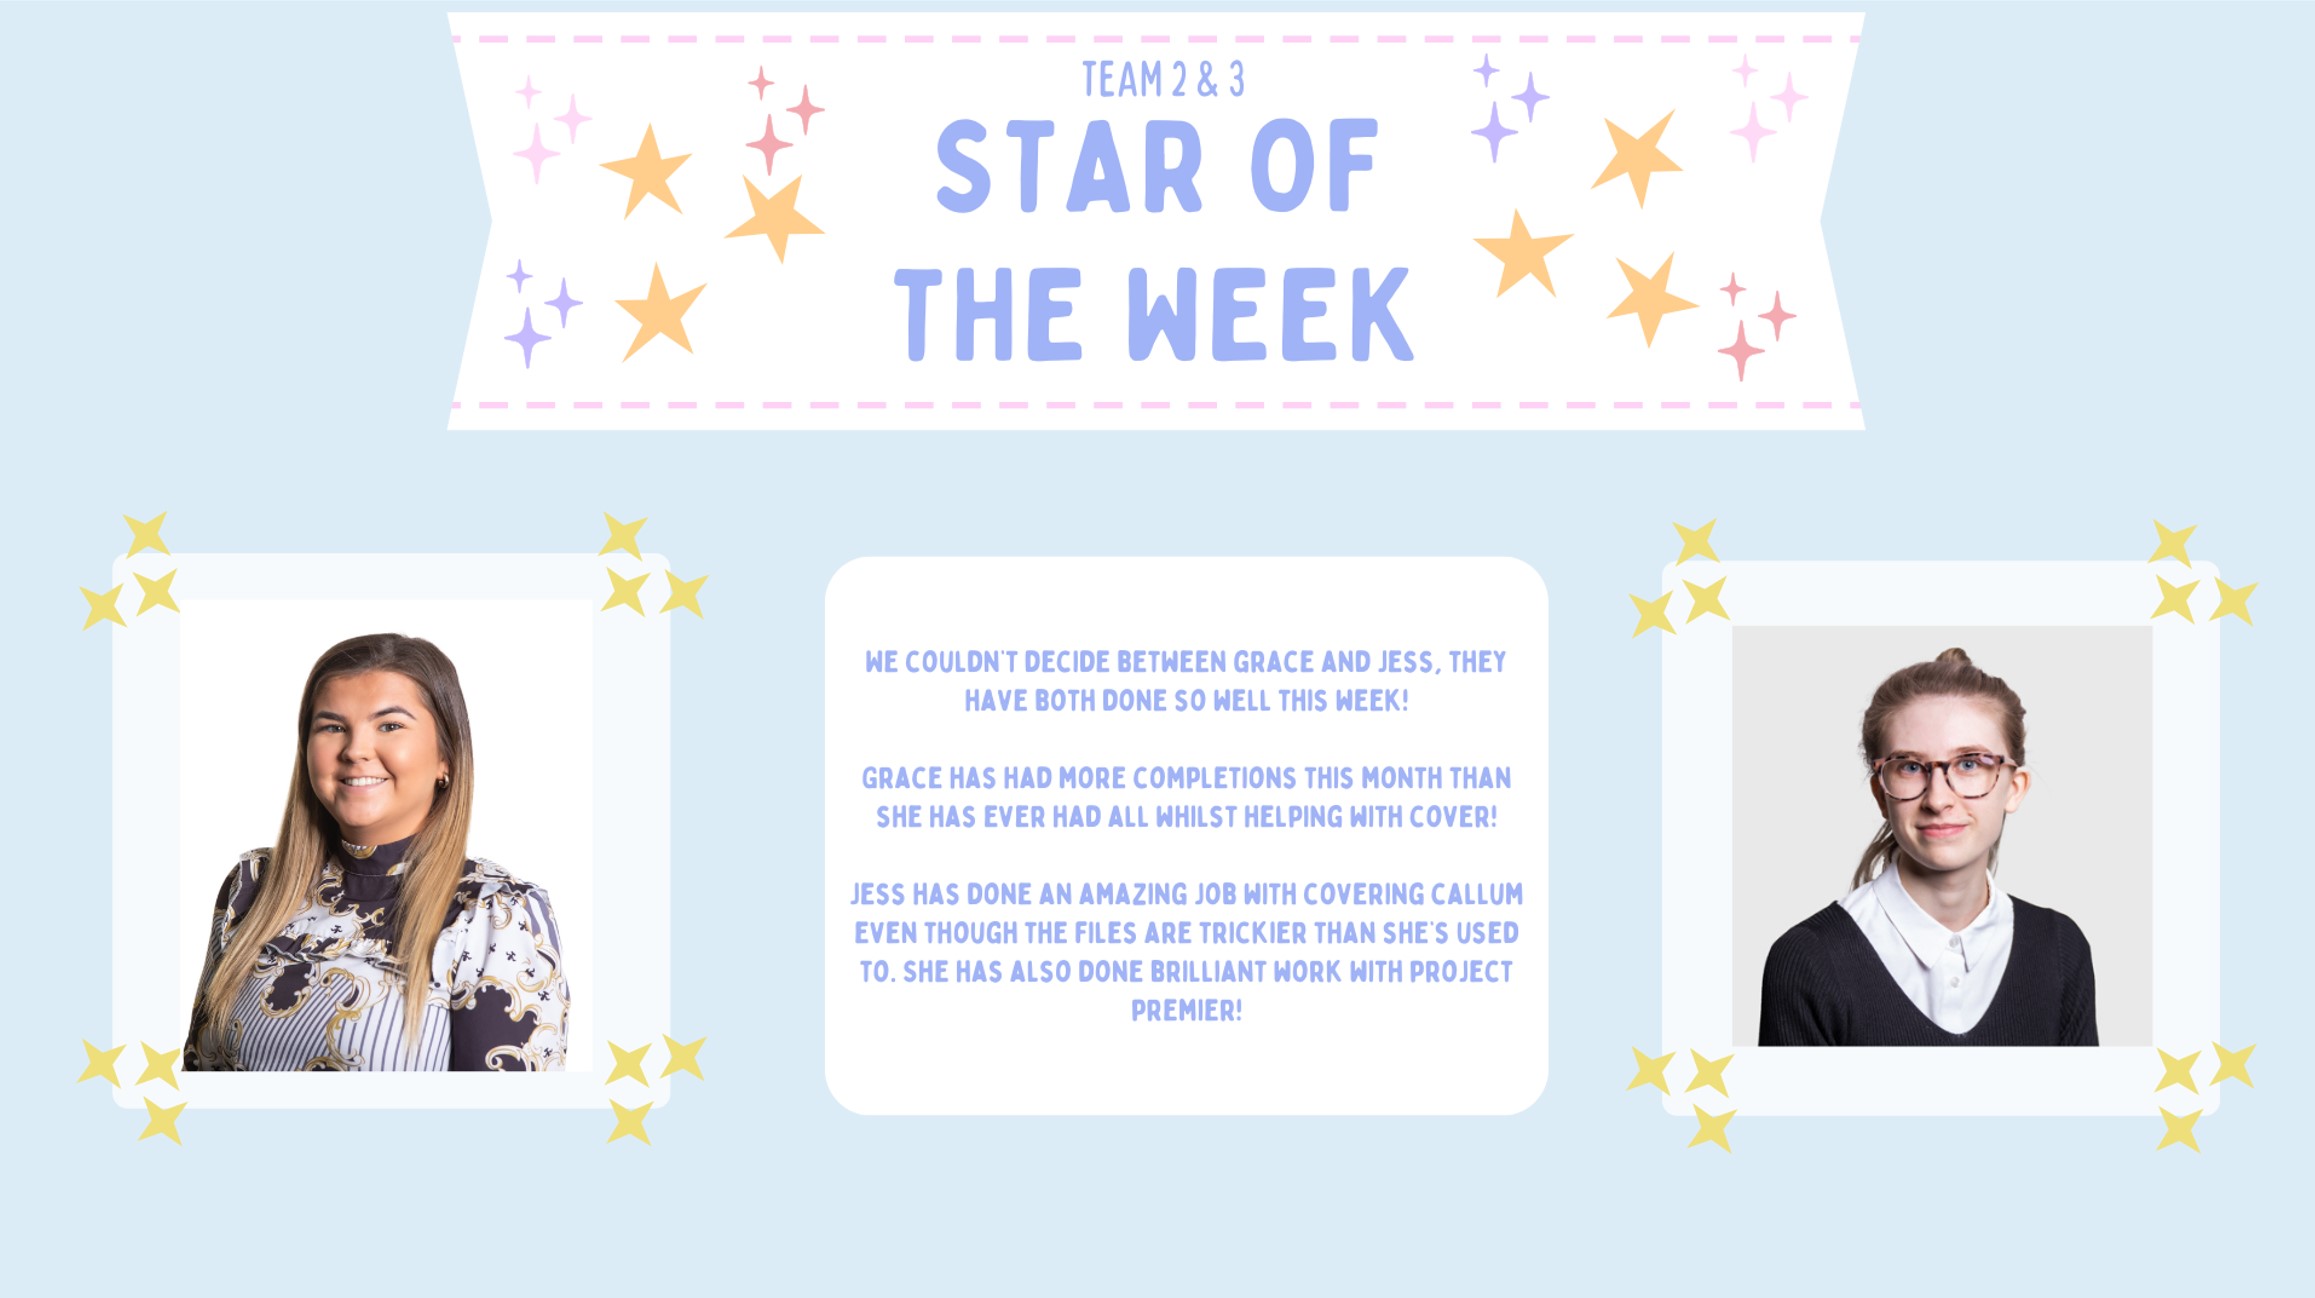 TEAM 2 & 3
STAR OF
THE WEEK
WE COULDN'T DECIDE BETWEEN GRACE AND JESS, THEY
HAVE BOTH DONE SO WELL THIS WEEK!
GRACE HAS HAD MORE COMPLETIONS THIS MONTH THAN
SHE HAS EVER HAD ALL WHILST HELPING WITH COVER!
JESS HAS DONE AN AMAZING JOB WITH COVERING CALLUM
EVEN THOUGH THE FILES ARE TRICKIER THAN SHE'S USED
TO. SHE HAS ALSO DONE BRILLIANT WORK WITH PROJECT
PREMIER!